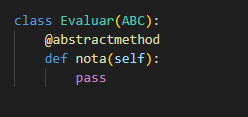 class Evaluar(ABC):
    @abstractmethod
    def nota(self):
        pass